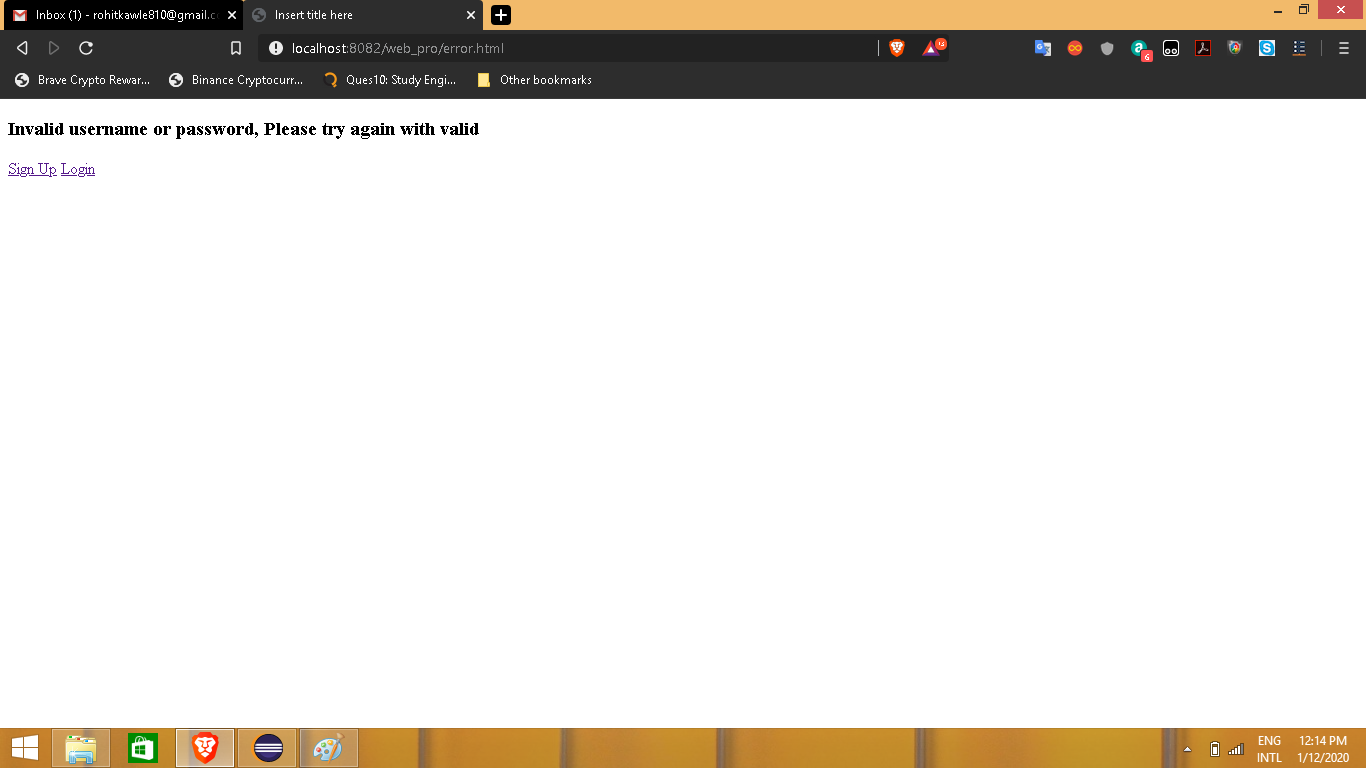 Inbox (1) - rohitkawle810@gmail.c
Insert title here
localhost:8082/web_pro/error.html
Brave Crypto Rewar...
Binance Cryptocurr...
Ques10: Study Engi...
Other bookmarks
Invalid username or password, Please try again with valid
Sign Up Login
6
ENG 12:14 PM
INTL 1/12/2020